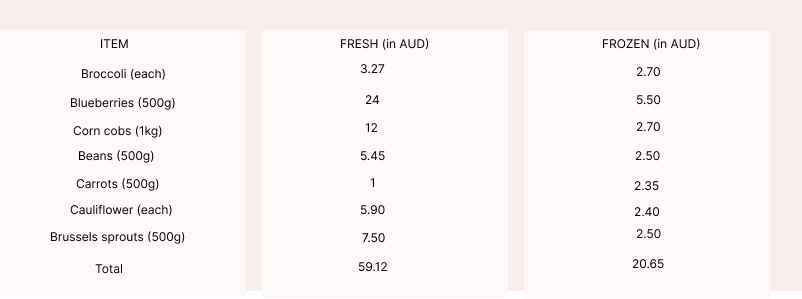 ITEM FRESH (in AUD) FROZEN (in AUD)
Broccoli (each) 3.27 2.70
Blueberries (500g) 24 5.50
Corn cobs (1kg) 12 2.70
Beans (500g) 5.45 2.50
Carrots (500g) 1 2.35
Cauliflower (each) 5.90 2.40
Brussels sprouts (500g) 7.50 2.50
Total 59.12 20.65